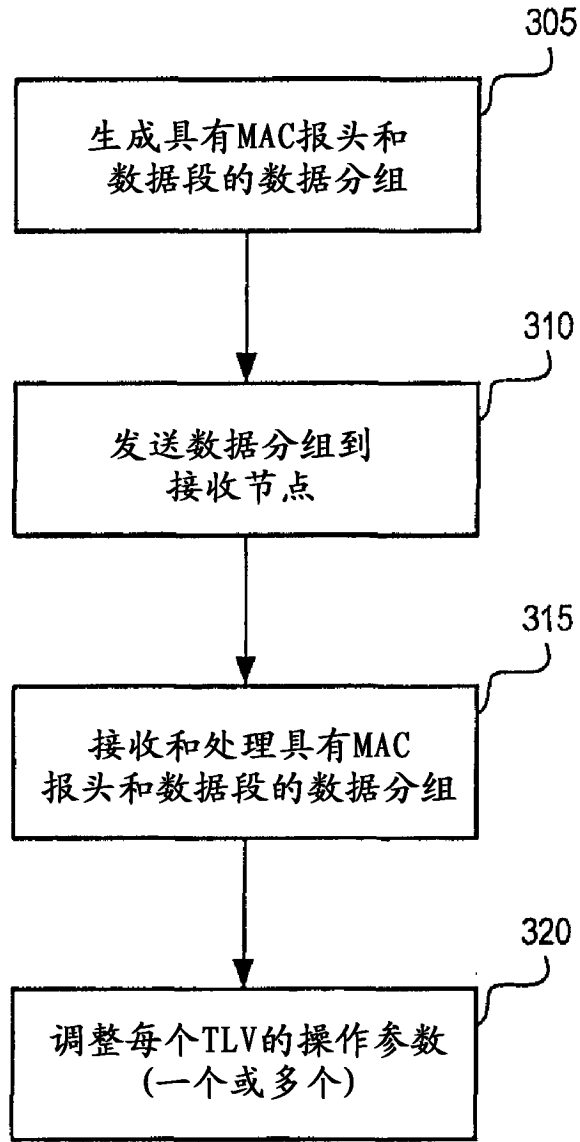 305
生成具有MAC报头和
数据段的数据分组
310
发送数据分组到
接收节点
315
接收和处理具有MAC
报头和数据段的数据分组
320
调整每个TLV的操作参数
(一个或多个)